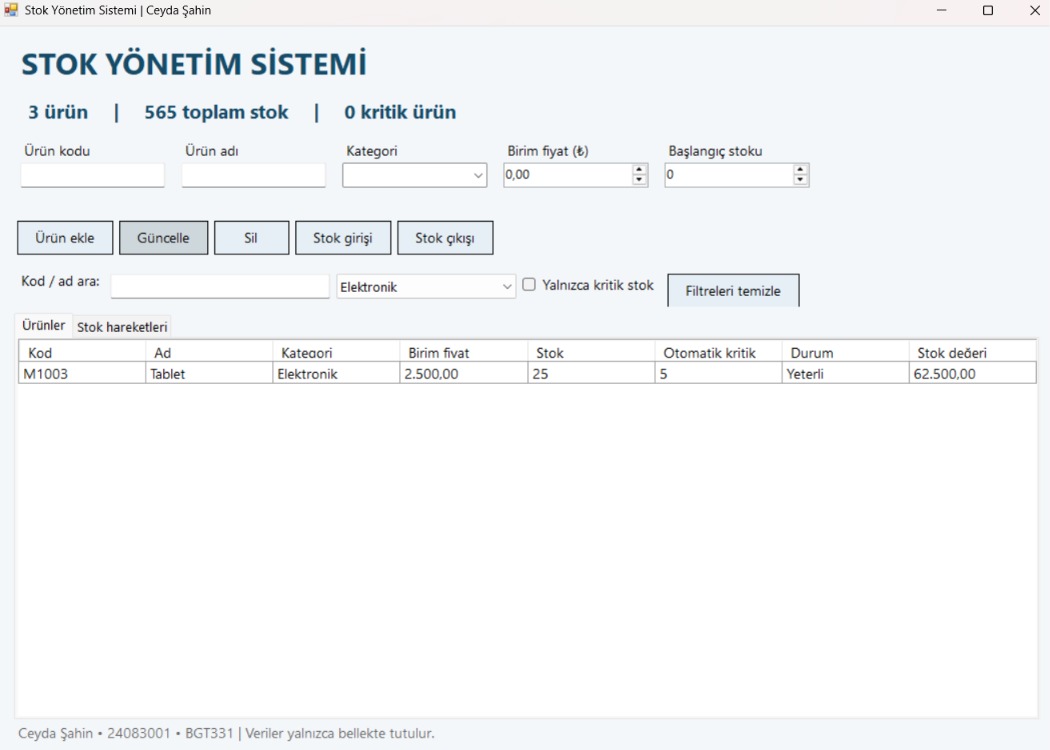 Stok Yönetim Sistemi | Ceyda Şahin
STOK YÖNETİM SİSTEMİ
3 ürün | 565 toplam stok | 0 kritik ürün
Ürün kodu Ürün adı Kategori Birim fiyat (₺) Başlangıç stoku
0,00 0
Ürün ekle Güncelle Sil Stok girişi Stok çıkışı
Kod / ad ara: Elektronik Yalnızca kritik stok Filtreleri temizle
Ürünler Stok hareketleri
Kod Ad Kategori Birim fiyat Stok Otomatik kritik Durum Stok değeri
M1003 Tablet Elektronik 2.500,00 25 5 Yeterli 62.500,00
Ceyda Şahin • 24083001 • BGT331 | Veriler yalnızca bellekte tutulur.